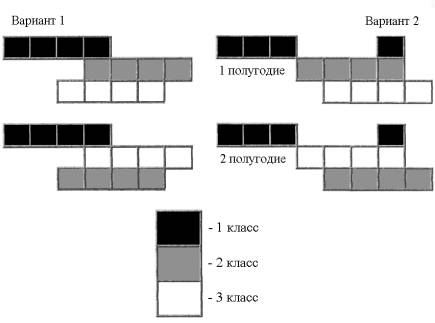 Вариант 1
Вариант 2
1 полугодие
2 полугодие
- 1 класс
- 2 класс
- 3 класс